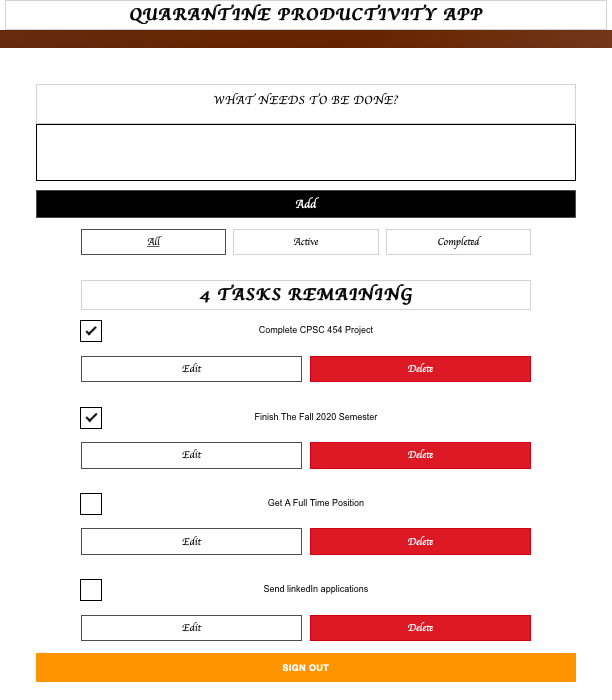 QUARANTINE PRODUCTIVITY APP
WHAT NEEDS TO BE DONE?
Add
All Active Completed
4 TASKS REMAINING
Complete CPSC 454 Project
Edit Delete
Finish The Fall 2020 Semester
Edit Delete
Get A Full Time Position
Edit Delete
Send linkedIn applications
Edit Delete
SIGN OUT